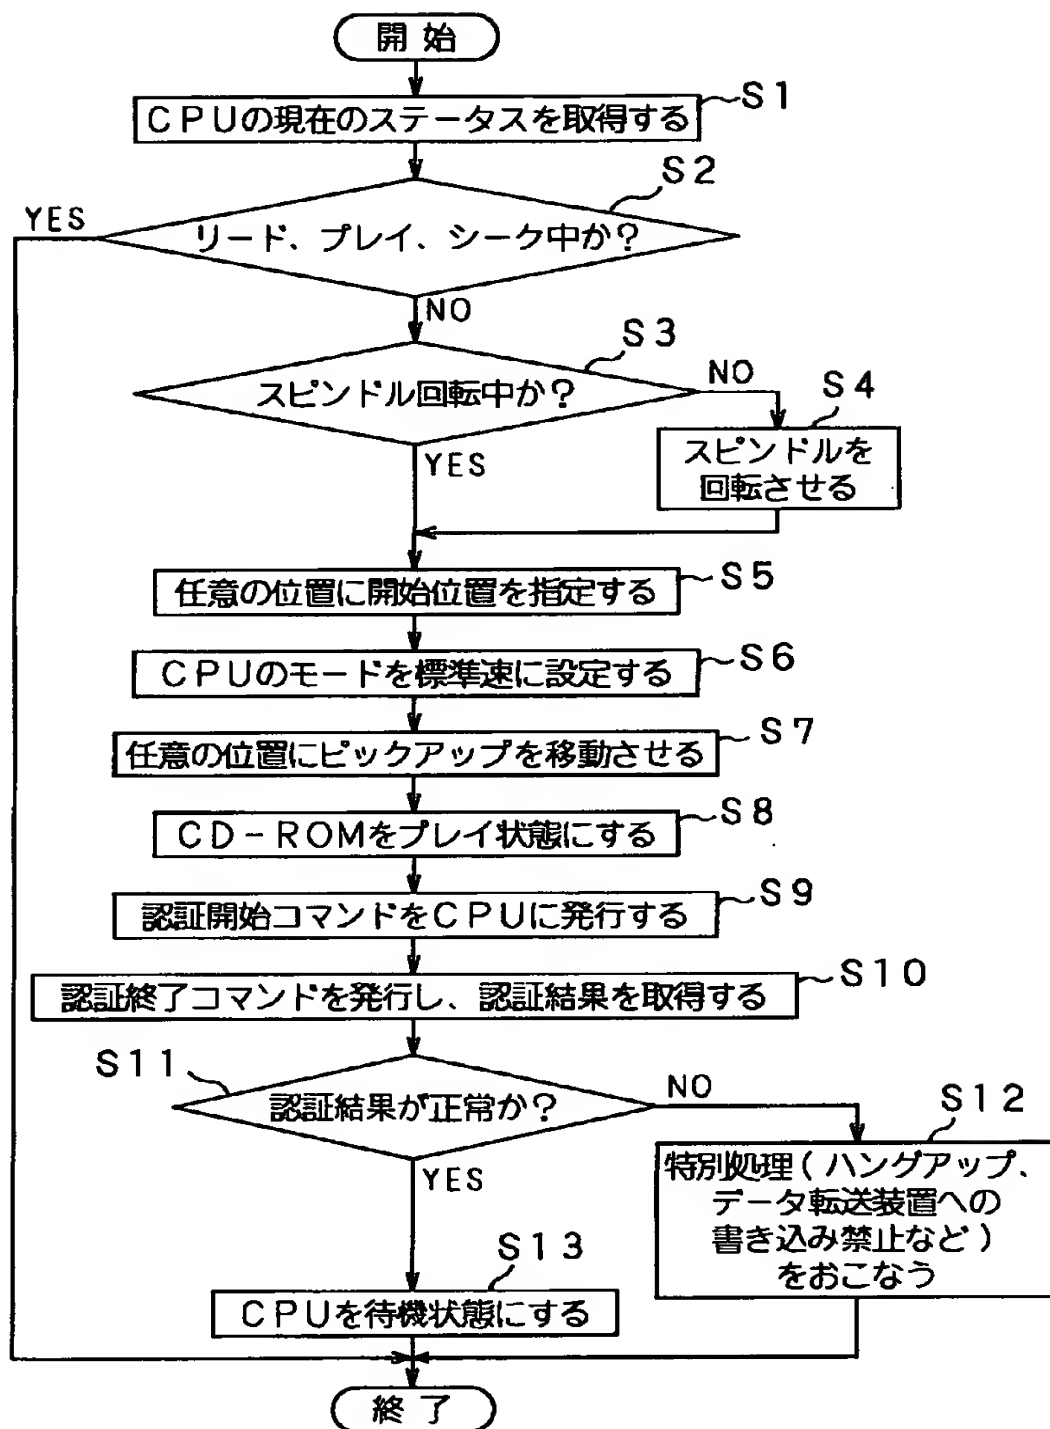 開始
CPUの現在のステータスを取得する
S1
リード、プレイ、シーク中か?
S2
YES
NO
スピンドル回転中か?
S3
NO
YES
スピンドルを
回転させる
S4
任意の位置に開始位置を指定する
S5
CPUのモードを標準速に設定する
S6
任意の位置にピックアップを移動させる
S7
CD-ROMをプレイ状態にする
S8
認証開始コマンドをCPUに発行する
S9
認証終了コマンドを発行し、認証結果を取得する
S10
S11
認証結果が正常か?
NO
YES
S12
特別処理(ハングアップ、
データ転送装置への
書き込み禁止など)
をおこなう
S13
CPUを待機状態にする
終了